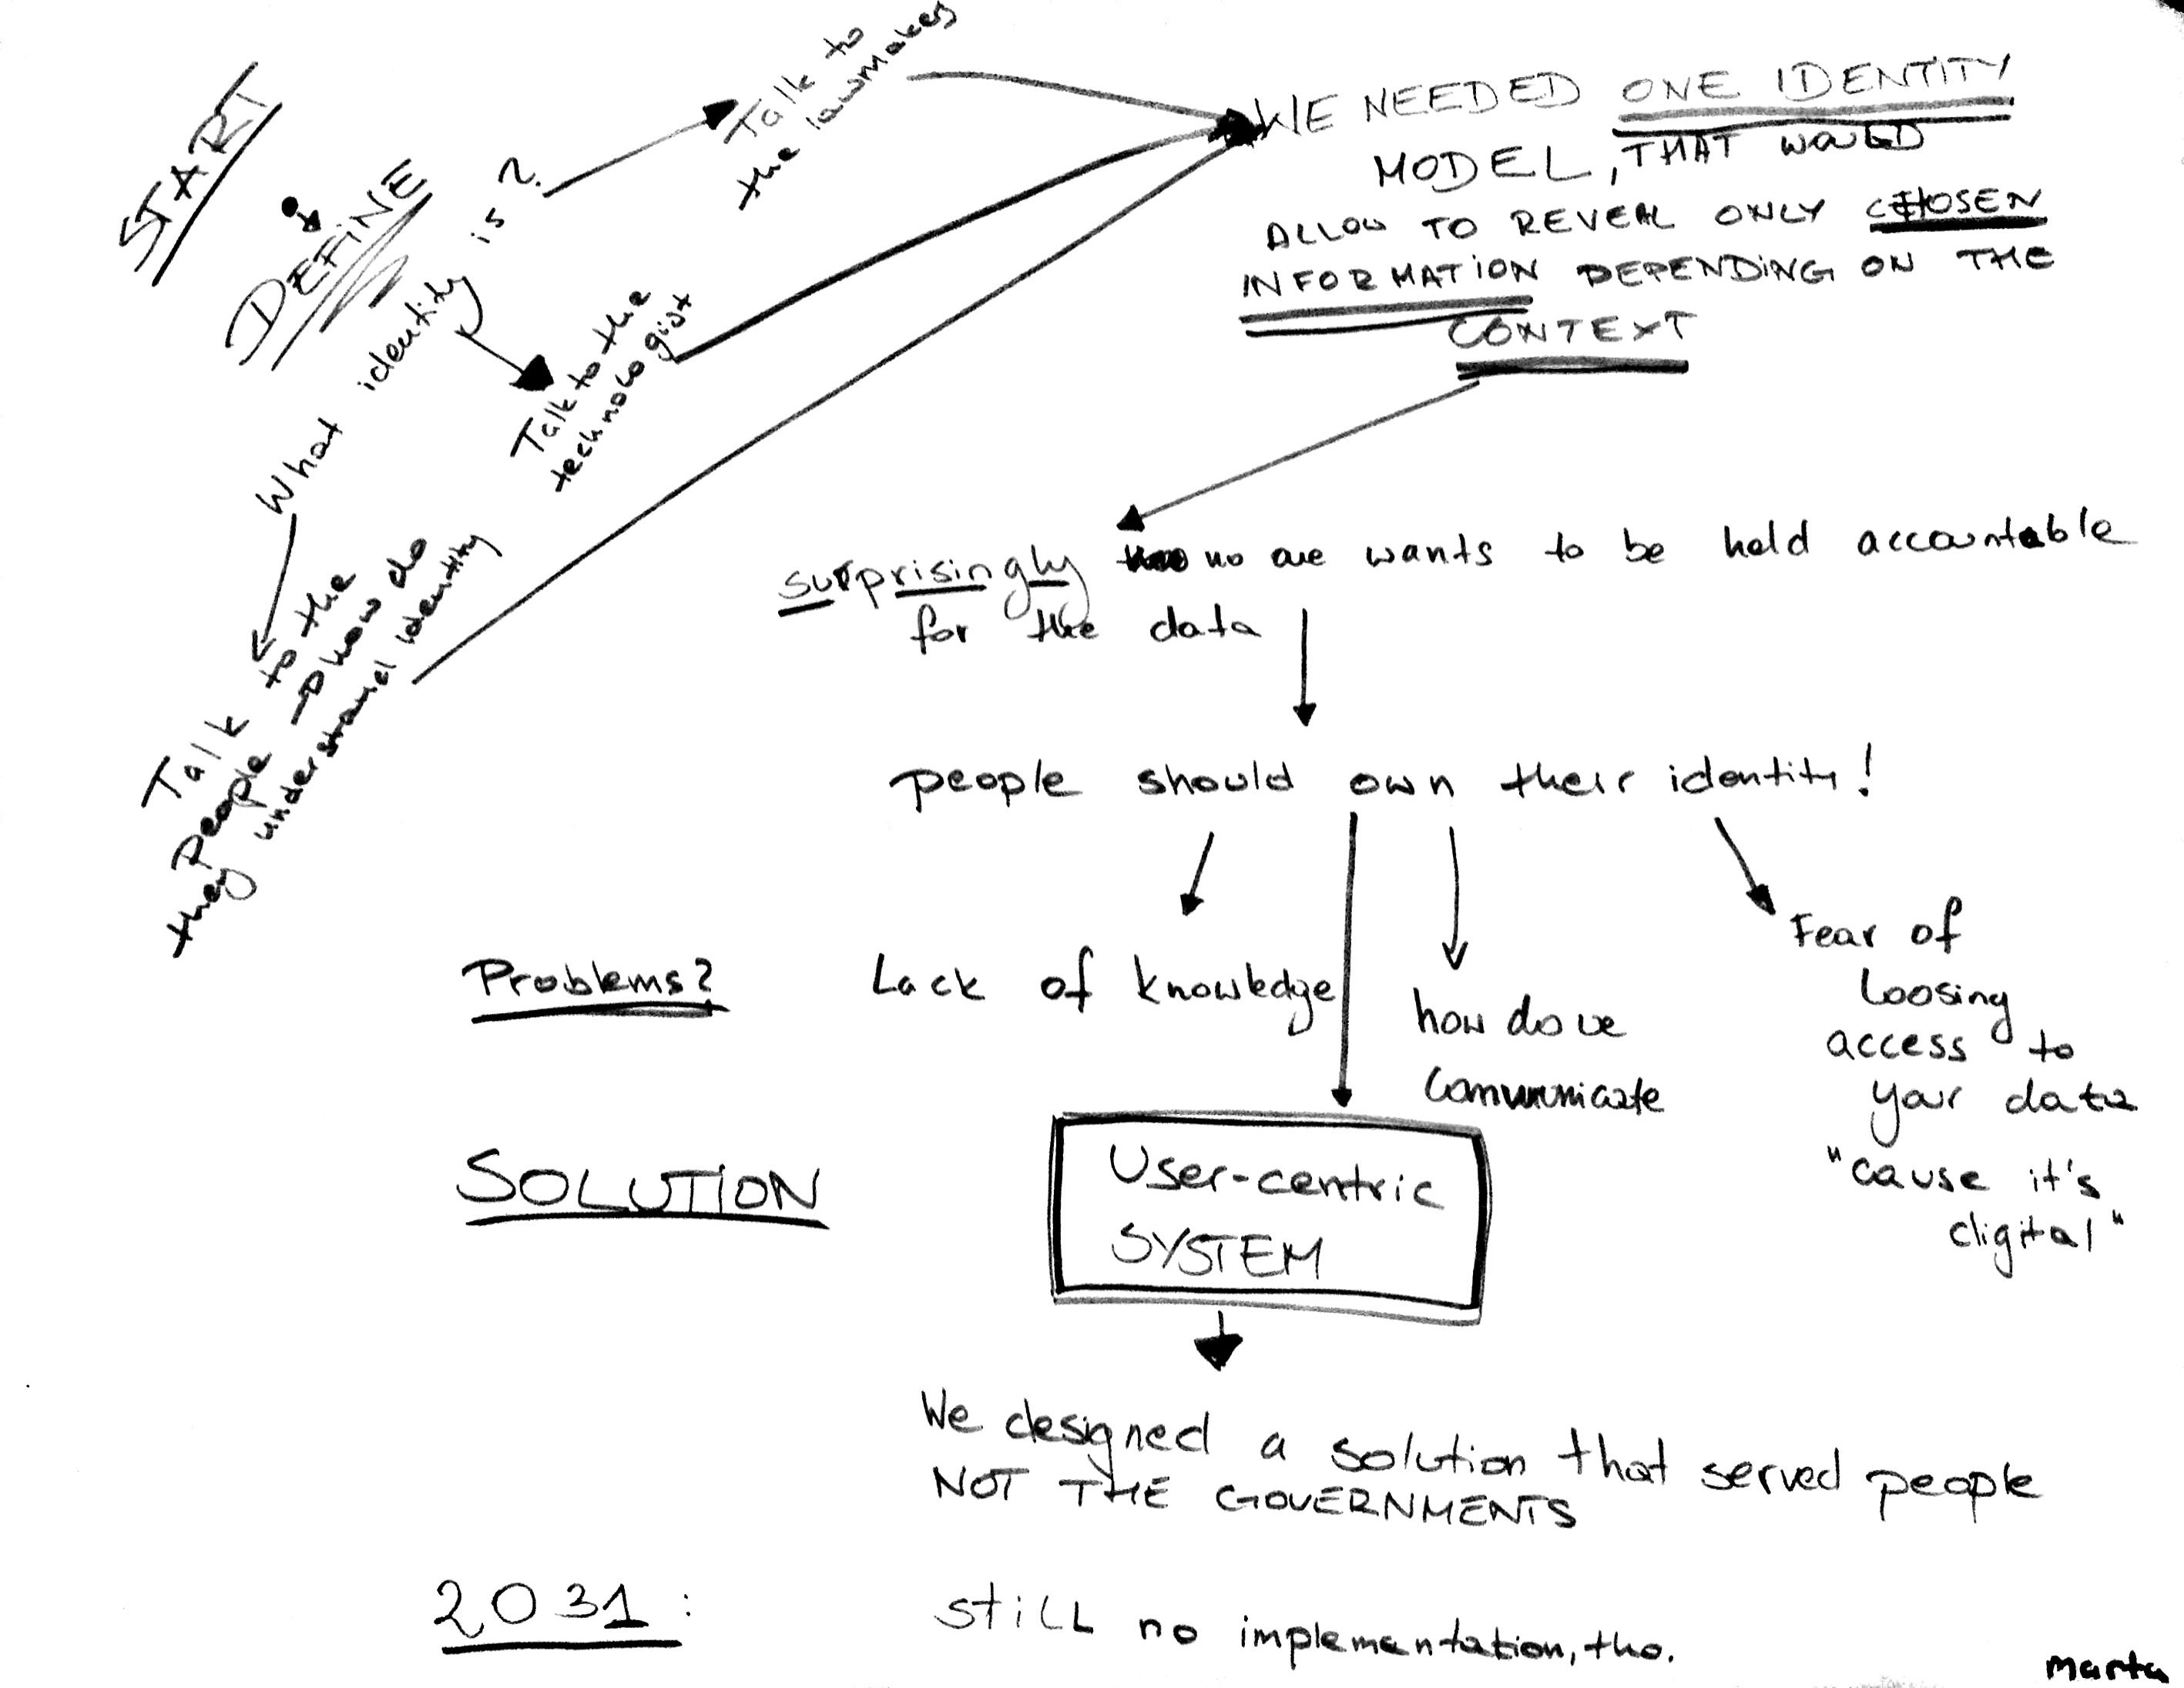 START
DEFINE
What identity is?
Talk to
the lawmakers
Talk to the
technologist
Talk to the
people → how do
they understand identity
WE NEEDED ONE IDENTITY
MODEL, THAT WOULD
ALLOW TO REVEAL ONLY CHOSEN
INFORMATION DEPENDING ON THE
CONTEXT
surprisingly no one wants to be held accountable
for the data
people should own their identity!
Problems?
Lack of knowledge
how do we
communicate
Fear of
loosing
access to
your data
"cause it's
digital"
SOLUTION
User-centric
SYSTEM
We designed a solution that served people
NOT THE GOVERNMENTS
2031:
still no implementation, tho.
marta